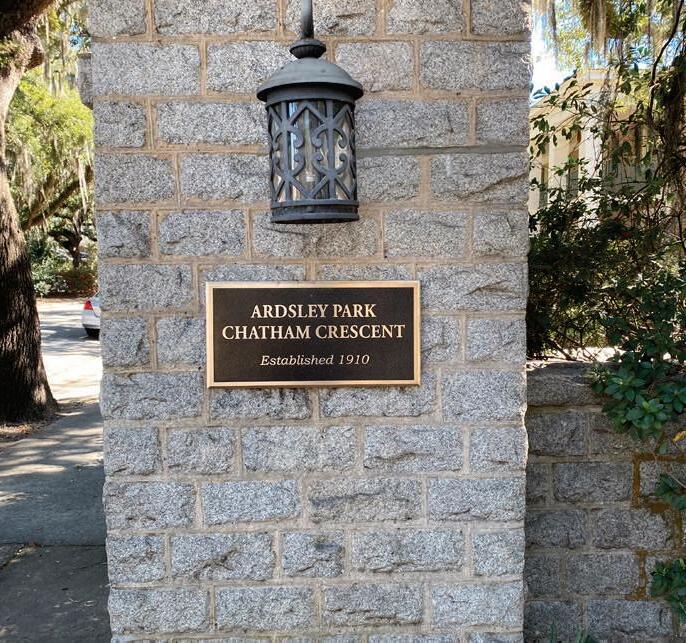 ARDSLEY PARK
CHATHAM CRESCENT
Established 1910